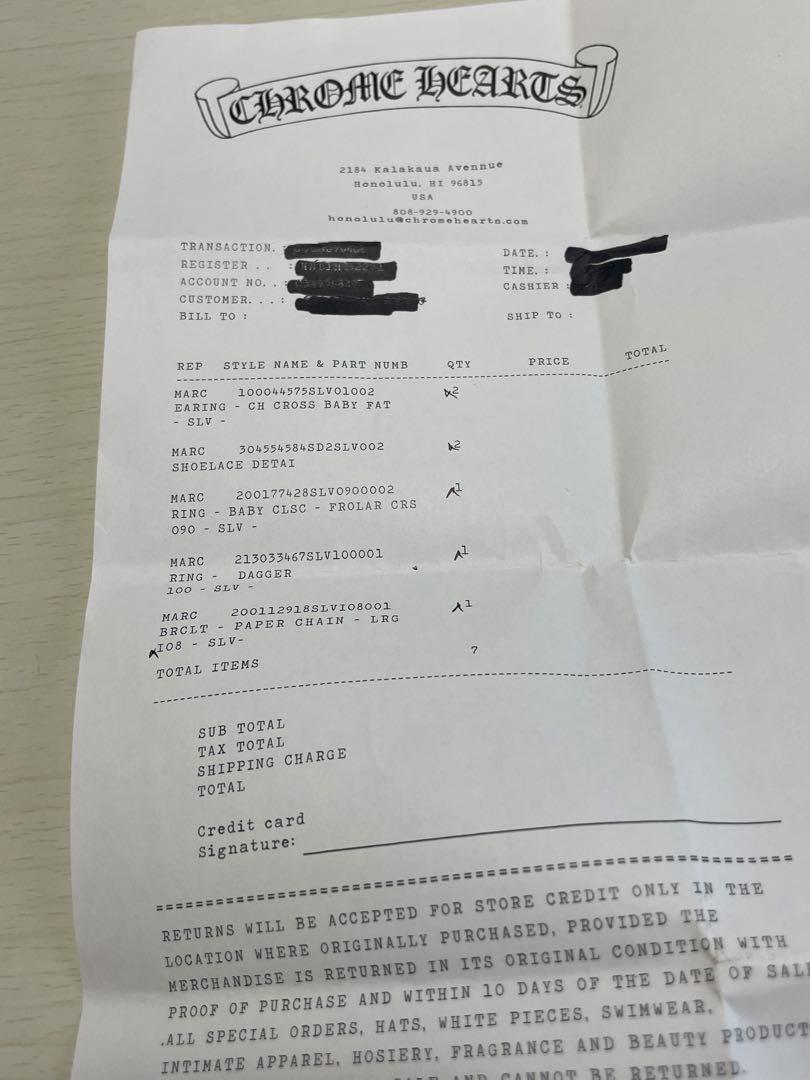 CHROME HEARTS
2184 Kalakaua Avennue
Honolulu, HI 96815
USA
808-929-4900
honolulu@chromehearts.com
TRANSACTION. :
REGISTER . . :
ACCOUNT NO. . :
CUSTOMER. . . :
BILL TO :
DATE. :
TIME. :
CASHIER :
SHIP TO :
REP STYLE NAME & PART NUMB QTY PRICE TOTAL
MARC 100044575SLV01002 2
EARING - CH CROSS BABY FAT
- SLV -
MARC 304554584SD2SLV002 2
SHOELACE DETAI
MARC 200177428SLV0900002 1
RING - BABY CLSC - FROLAR CRS
090 - SLV -
MARC 213033467SLV100001 1
RING - DAGGER
100 - SLV -
MARC 200112918SLVI08001 1
BRCLT - PAPER CHAIN - LRG
I08 - SLV-
TOTAL ITEMS 7
SUB TOTAL
TAX TOTAL
SHIPPING CHARGE
TOTAL
Credit card
Signature:
RETURNS WILL BE ACCEPTED FOR STORE CREDIT ONLY IN THE
LOCATION WHERE ORIGINALLY PURCHASED, PROVIDED THE
MERCHANDISE IS RETURNED IN ITS ORIGINAL CONDITION WITH
PROOF OF PURCHASE AND WITHIN 10 DAYS OF THE DATE OF SALE
.ALL SPECIAL ORDERS, HATS, WHITE PIECES, SWIMWEAR,
INTIMATE APPAREL, HOSIERY, FRAGRANCE AND BEAUTY PRODUCT
AND CANNOT BE RETURNED.